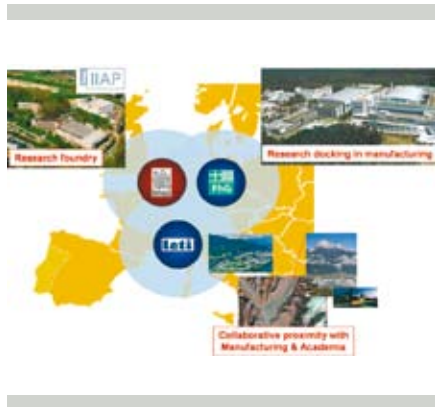 IIAP
Research foundry
Research docking in manufacturing
FhG
leti
Collaborative proximity with
Manufacturing & Academia